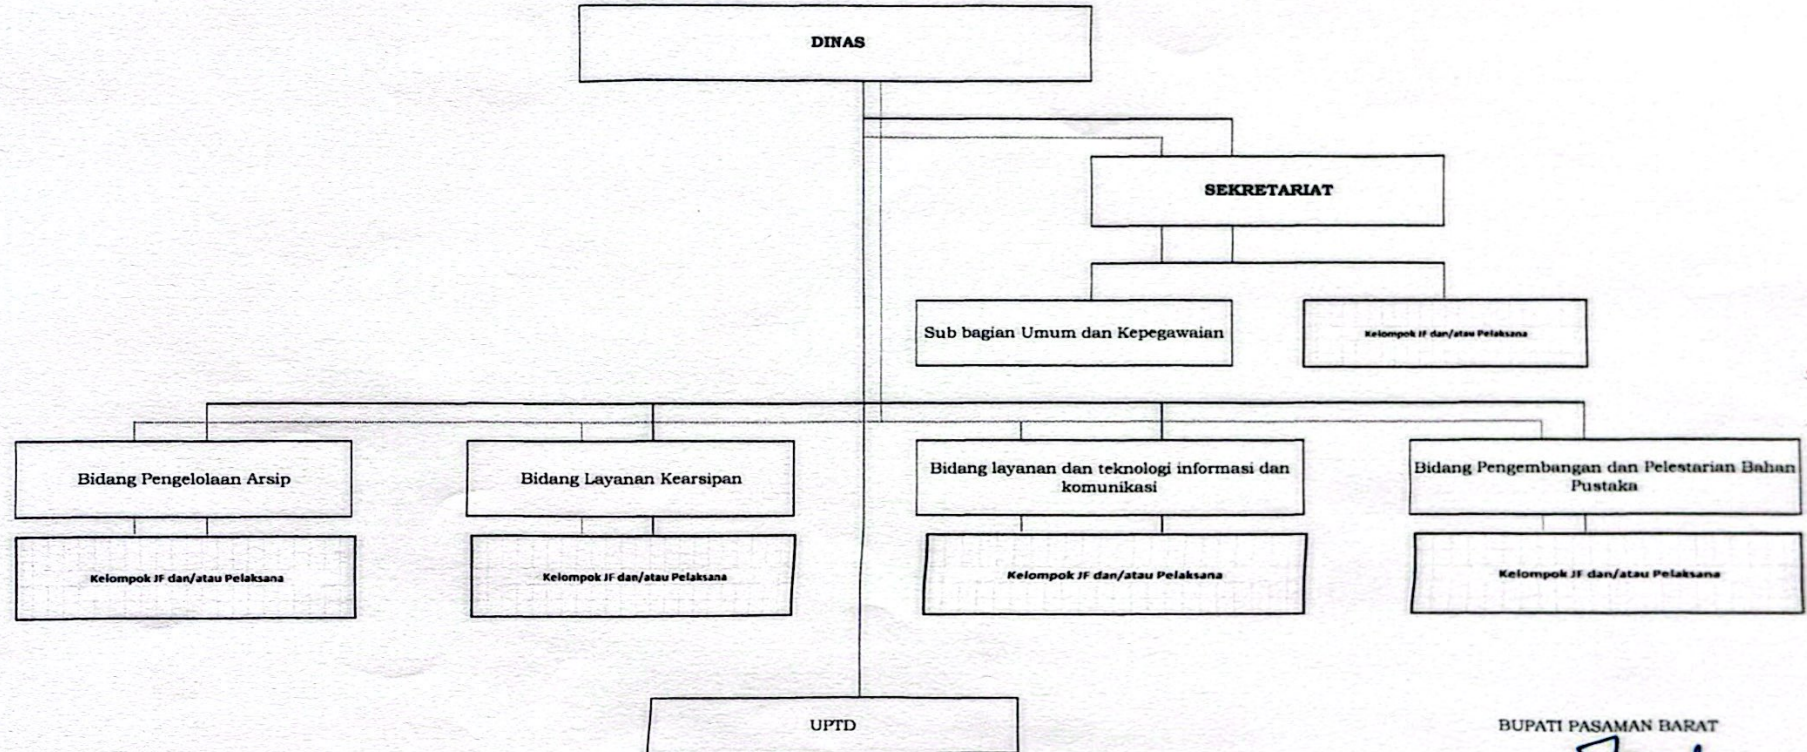 DINAS
SEKRETARIAT
Sub bagian Umum dan Kepegawaian
Kelompok JF dan/atau Pelaksana
Bidang Pengelolaan Arsip
Bidang Layanan Kearsipan
Bidang layanan dan teknologi informasi dan
komunikasi
Bidang Pengembangan dan Pelestarian Bahan
Pustaka
Kelompok JF dan/atau Pelaksana
Kelompok JF dan/atau Pelaksana
Kelompok JF dan/atau Pelaksana
Kelompok JF dan/atau Pelaksana
UPTD
BUPATI PASAMAN BARAT